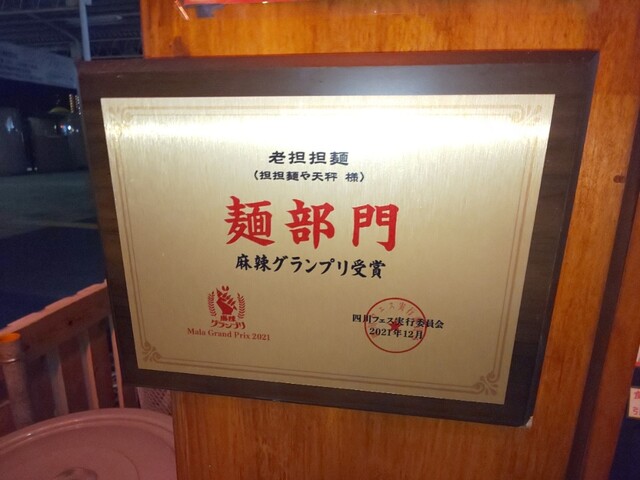 老担担麺
(担担麺や天秤 様)
麺部門
麻辣グランプリ受賞
麻辣
グランプリ
Mala Grand Prix 2021
四川フェス実行委員会
2021年12月